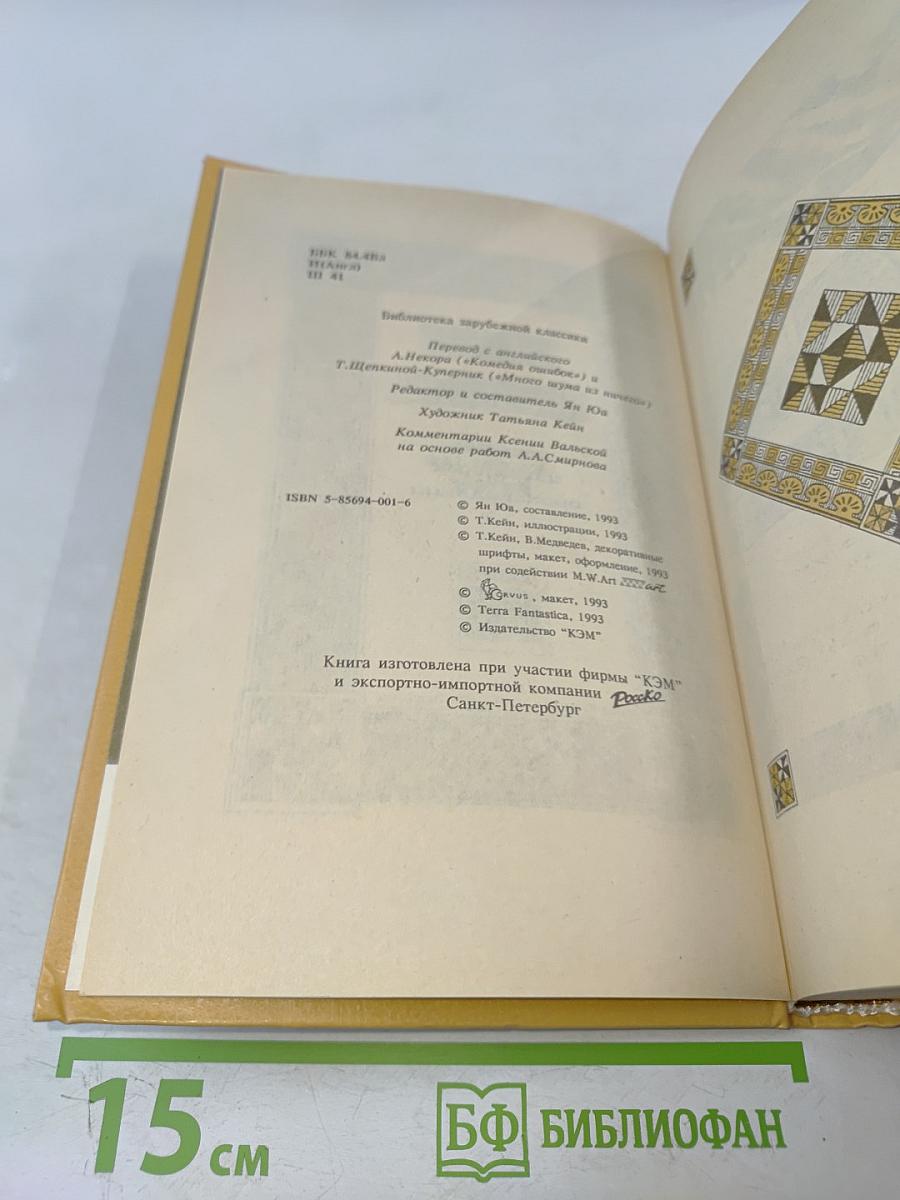 ББК 84.4Вл
Ш 41
Библиотека зарубежной классики
Перевод с английского
А.Некора («Комедия ошибок») и
Т.Щепкиной-Куперник («Много шума из ничего»)
Редактор и составитель Ян Юа
Художник Татьяна Кейн
Комментарии Ксении Вальской
на основе работ А.А.Смирнова
ISBN 5-85694-001-6
© Ян Юа, составление, 1993
© Т.Кейн, иллюстрации, 1993
© Т.Кейн, В.Медведев, декоративные
шрифты, макет, оформление, 1993
при содействии M.W.Art art
© Corvus, макет, 1993
© Terra Fantastica, 1993
© Издательство "КЭМ"
Книга изготовлена при участии фирмы "КЭМ"
и экспортно-импортной компании РоссКо
Санкт-Петербург
15 см
БФ БИБЛИОФАН